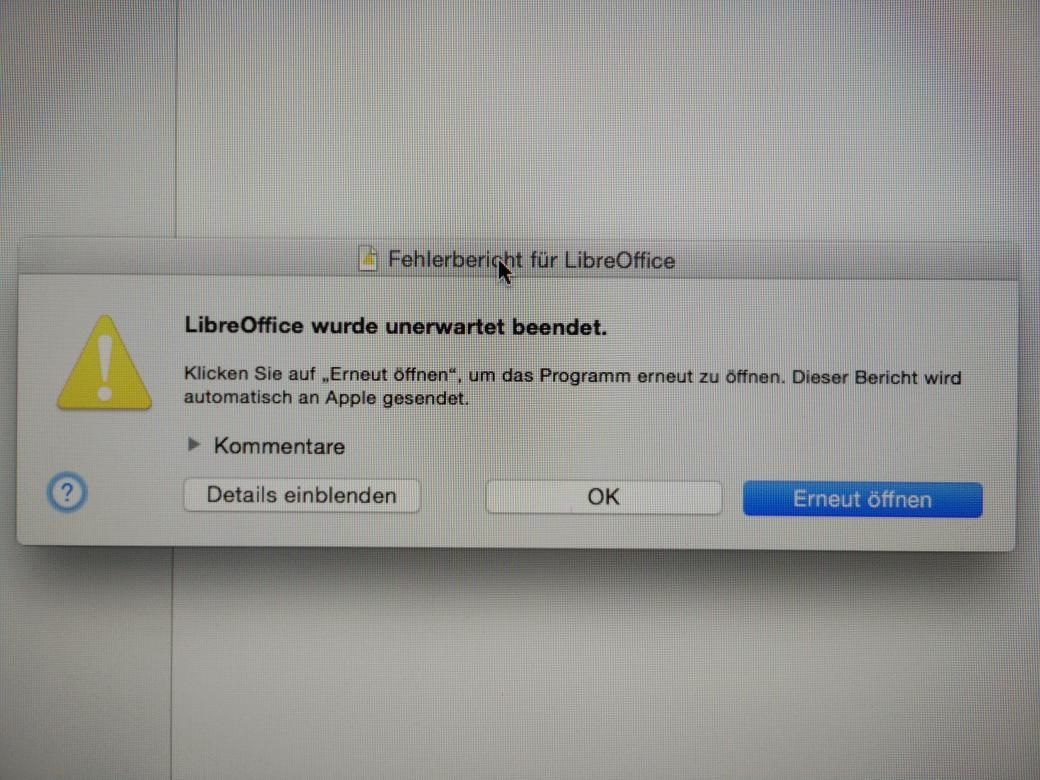 Fehlerbericht für LibreOffice
LibreOffice wurde unerwartet beendet.
Klicken Sie auf „Erneut öffnen“, um das Programm erneut zu öffnen. Dieser Bericht wird
automatisch an Apple gesendet.
Kommentare
? Details einblenden OK Erneut öffnen